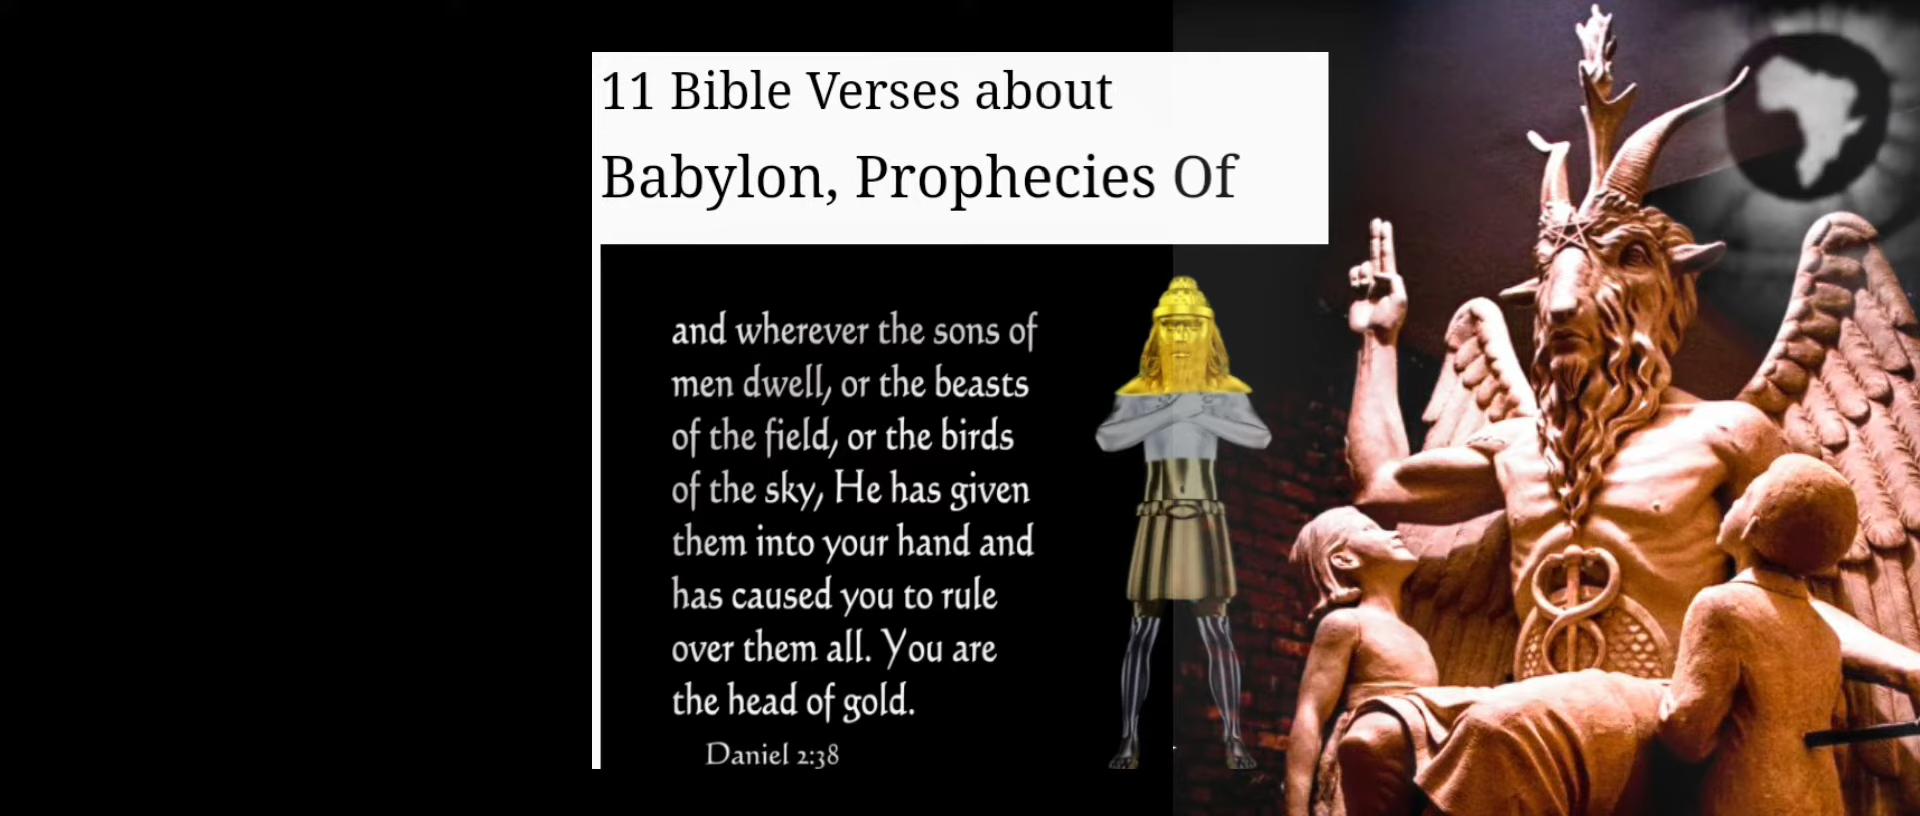 11 Bible Verses about
Babylon, Prophecies Of
and wherever the sons of
men dwell, or the beasts
of the field, or the birds
of the sky, He has given
them into your hand and
has caused you to rule
over them all. You are
the head of gold.
Daniel 2:38